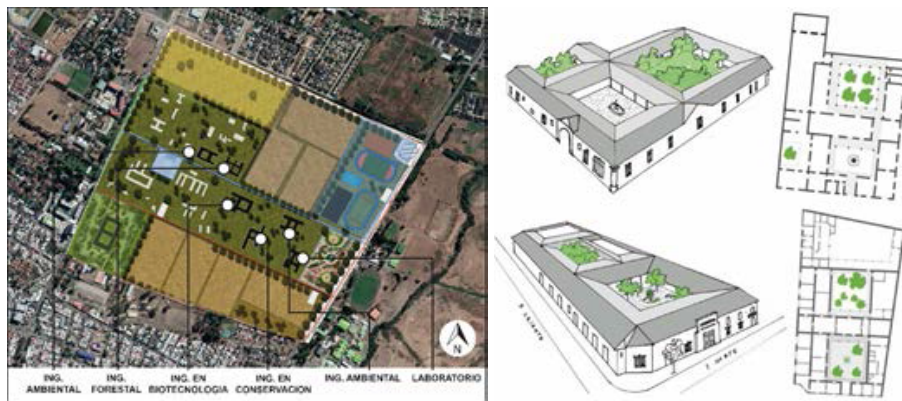 N
ING. AMBIENTAL
ING. FORESTAL
ING. EN BIOTECNOLOGIA
ING. EN CONSERVACION
ING. AMBIENTAL
LABORATORIO